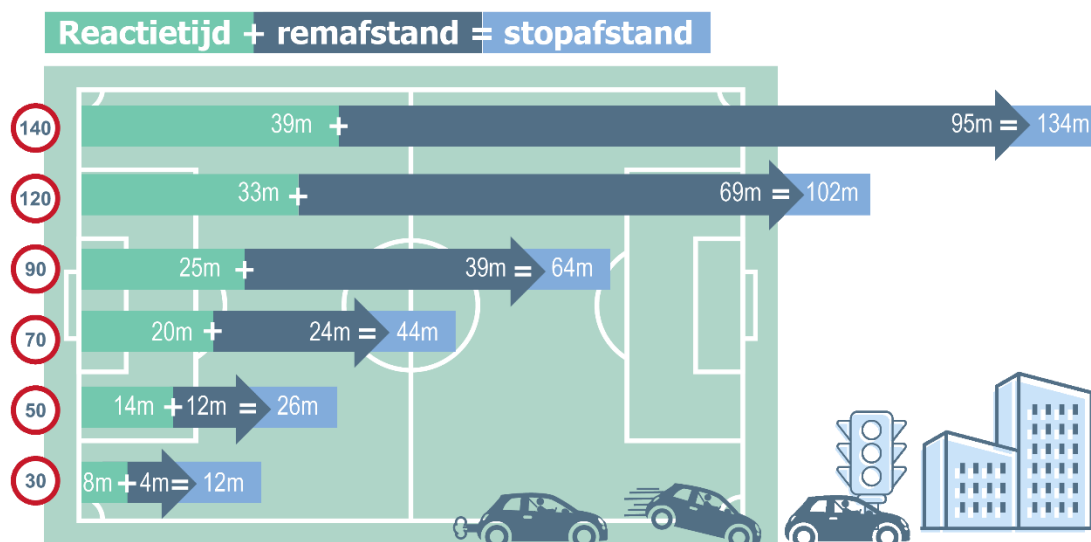 Reactietijd + remafstand = stopafstand
140 39m + 95m = 134m
120 33m + 69m = 102m
90 25m + 39m = 64m
70 20m + 24m = 44m
50 14m + 12m = 26m
30 8m + 4m = 12m